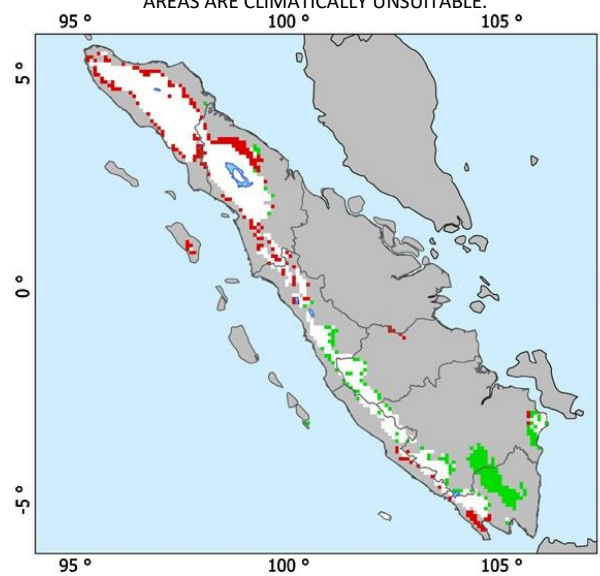 AREAS ARE CLIMATICALLY UNSUITABLE.
95 ° 100 ° 105 °
5 °
0 °
-5 °
95 ° 100 ° 105 °